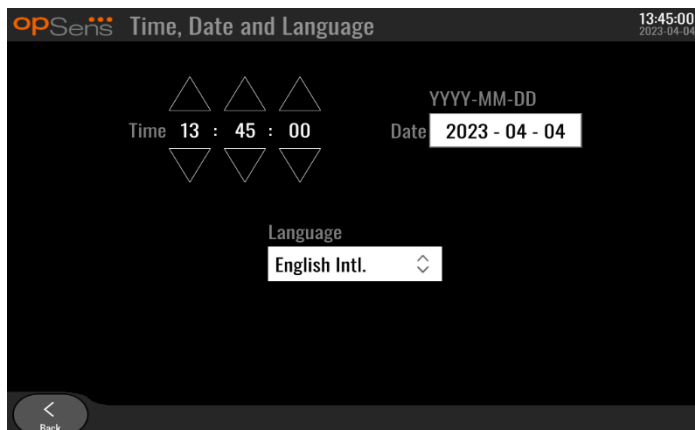 opSens Time, Date and Language 13:45:00
2023-04-04
YYYY-MM-DD
Time 13 : 45 : 00 Date 2023 - 04 - 04
Language
English Intl.
Back